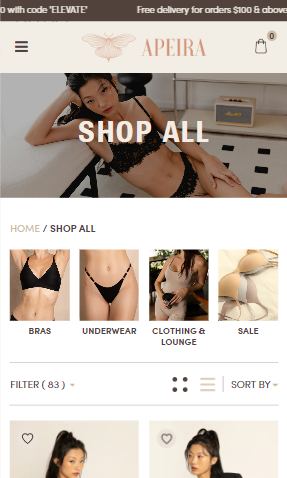 0 with code "ELEVATE"
Free delivery for orders $100 & above
APEIRA
0
SHOP ALL
HOME / SHOP ALL
BRAS
UNDERWEAR
CLOTHING &
LOUNGE
SALE
FILTER ( 83 )
SORT BY